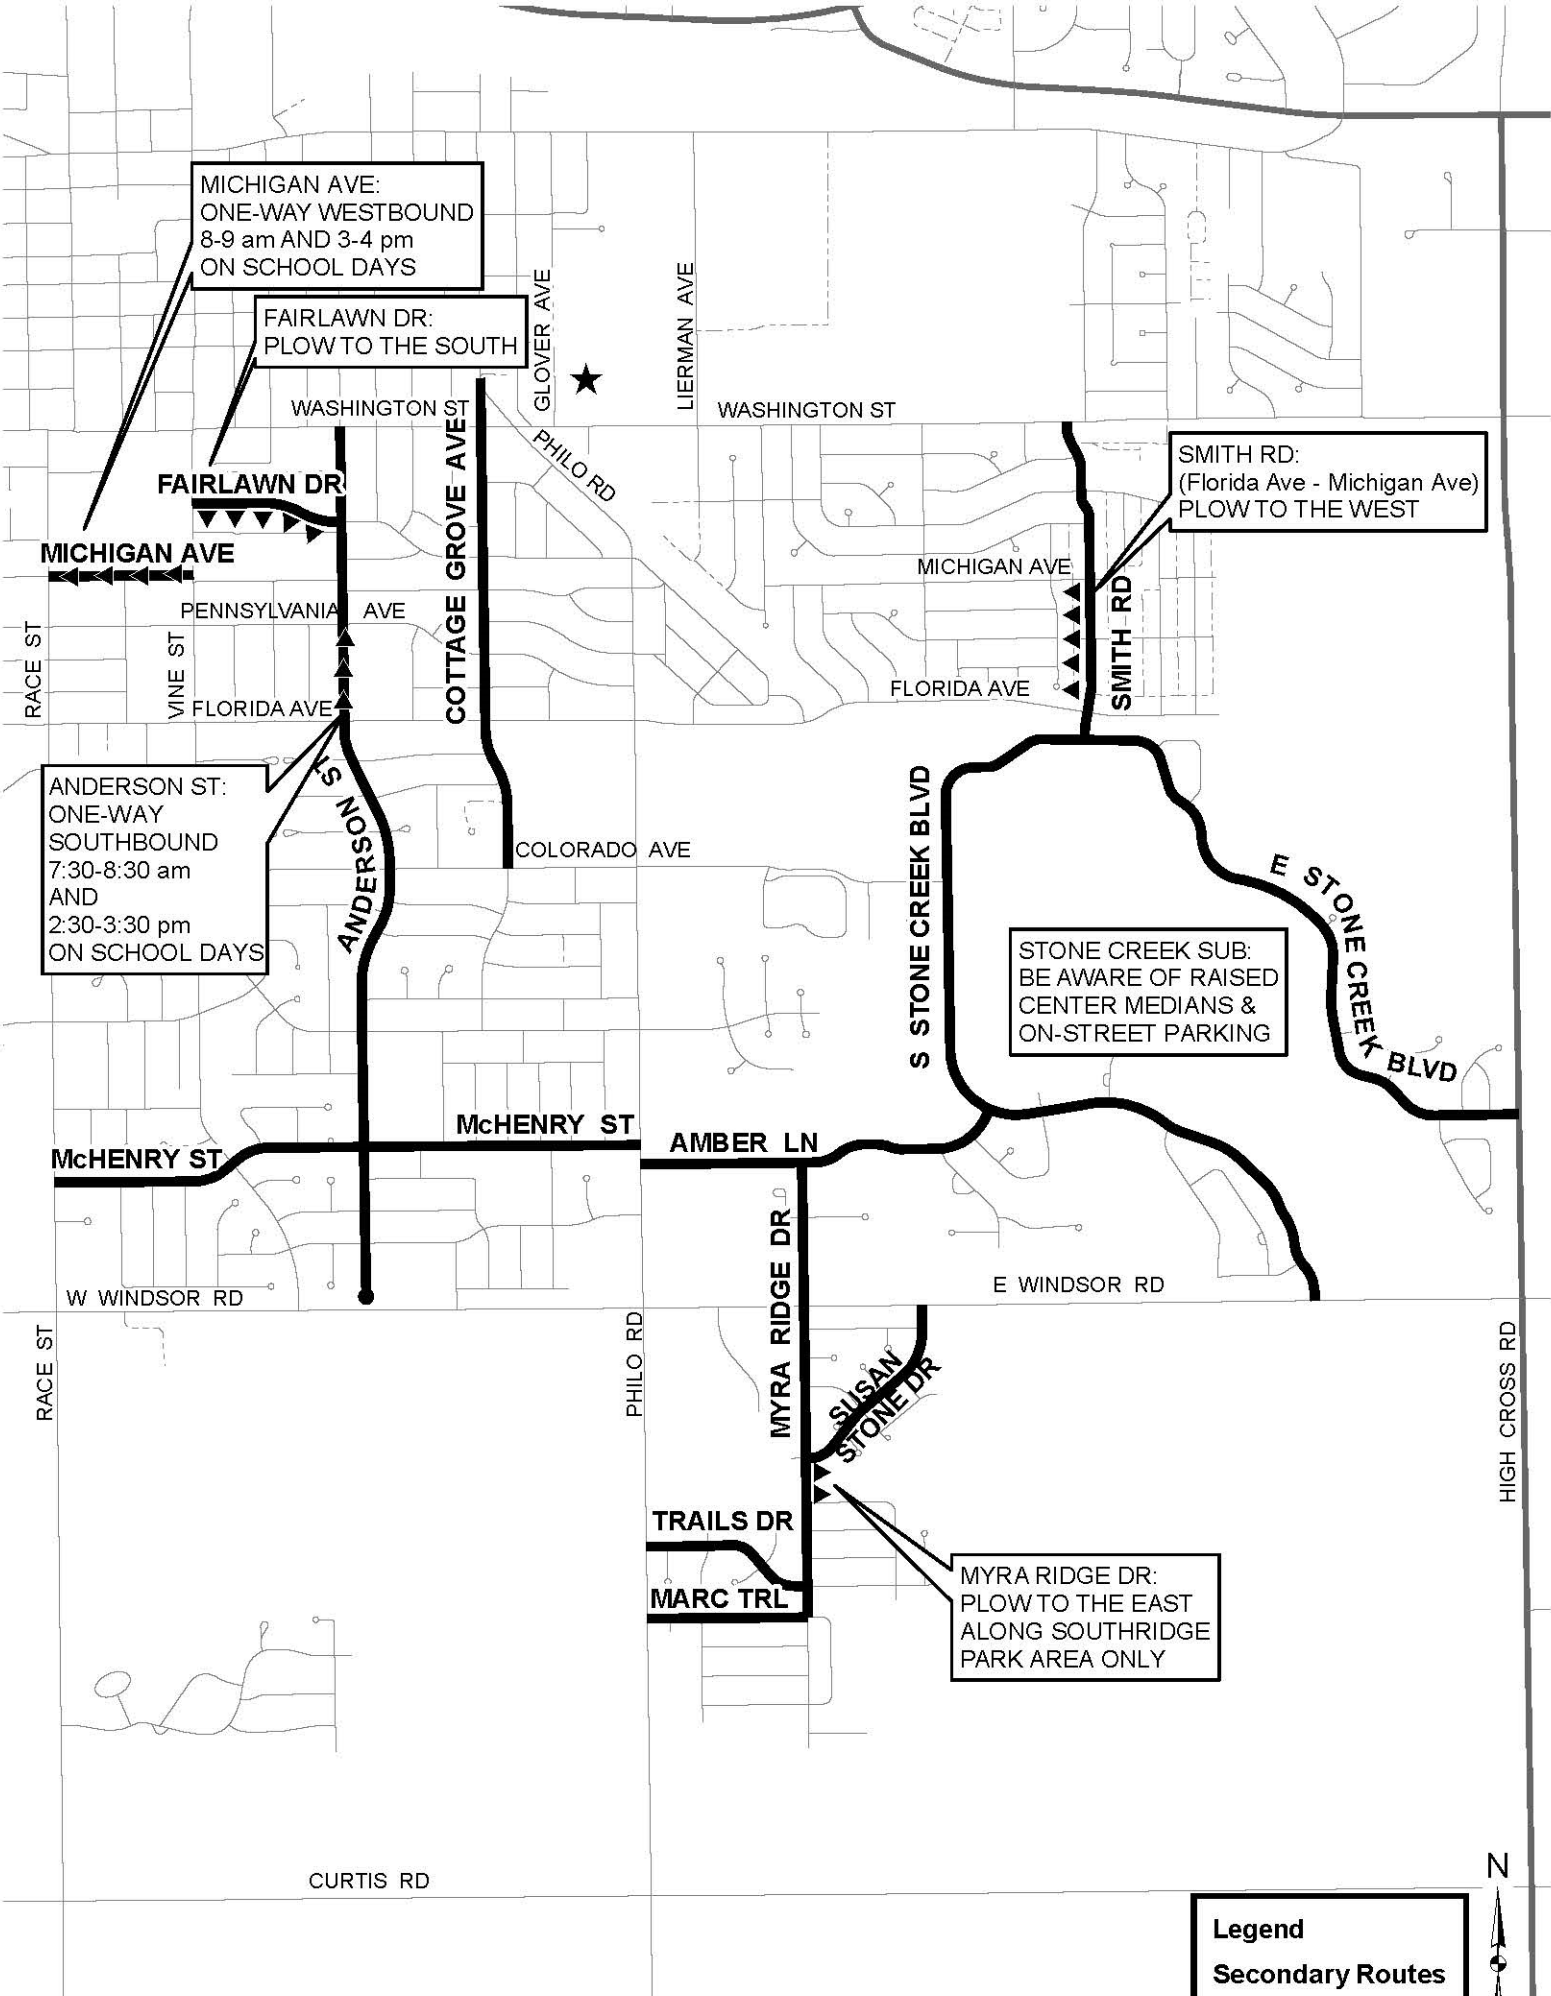 MICHIGAN AVE:
ONE-WAY WESTBOUND
8-9 am AND 3-4 pm
ON SCHOOL DAYS
FAIRLAWN DR:
PLOW TO THE SOUTH
GLOVER AVE
LIERMAN AVE
WASHINGTON ST
WASHINGTON ST
COTTAGE GROVE AVE
PHILO RD
SMITH RD:
(Florida Ave - Michigan Ave)
PLOW TO THE WEST
FAIRLAWN DR
MICHIGAN AVE
MICHIGAN AVE
SMITH RD
PENNSYLVANIA AVE
RACE ST
VINE ST
FLORIDA AVE
FLORIDA AVE
ANDERSON ST:
ONE-WAY
SOUTHBOUND
7:30-8:30 am
AND
2:30-3:30 pm
ON SCHOOL DAYS
ANDERSON ST
COLORADO AVE
S STONE CREEK BLVD
E STONE CREEK BLVD
STONE CREEK SUB:
BE AWARE OF RAISED
CENTER MEDIANS &
ON-STREET PARKING
McHENRY ST
McHENRY ST
AMBER LN
MYRA RIDGE DR
W WINDSOR RD
E WINDSOR RD
RACE ST
PHILO RD
HIGH CROSS RD
SUSAN
STONE DR
TRAILS DR
MARC TRL
MYRA RIDGE DR:
PLOW TO THE EAST
ALONG SOUTHRIDGE
PARK AREA ONLY
CURTIS RD
N
Legend
Secondary Routes